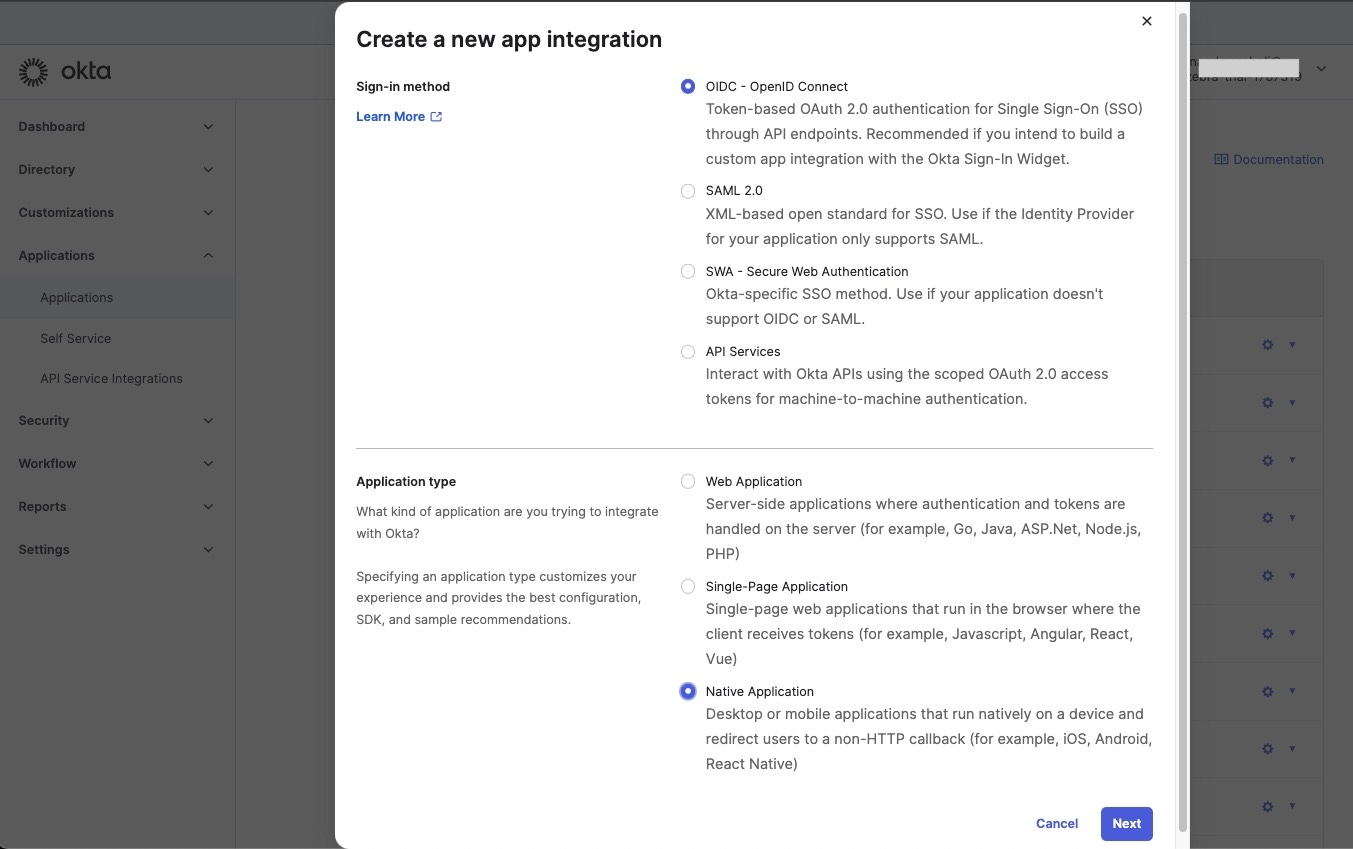 Create a new app integration
okta
Sign-in method
Learn More
OIDC - OpenID Connect
Token-based OAuth 2.0 authentication for Single Sign-On (SSO)
through API endpoints. Recommended if you intend to build a
custom app integration with the Okta Sign-In Widget.
SAML 2.0
XML-based open standard for SSO. Use if the Identity Provider
for your application only supports SAML.
SWA - Secure Web Authentication
Okta-specific SSO method. Use if your application doesn't
support OIDC or SAML.
API Services
Interact with Okta APIs using the scoped OAuth 2.0 access
tokens for machine-to-machine authentication.
Application type
What kind of application are you trying to integrate
with Okta?
Specifying an application type customizes your
experience and provides the best configuration,
SDK, and sample recommendations.
Web Application
Server-side applications where authentication and tokens are
handled on the server (for example, Go, Java, ASP.Net, Node.js,
PHP)
Single-Page Application
Single-page web applications that run in the browser where the
client receives tokens (for example, Javascript, Angular, React,
Vue)
Native Application
Desktop or mobile applications that run natively on a device and
redirect users to a non-HTTP callback (for example, iOS, Android,
React Native)
Cancel
Next
Dashboard
Directory
Customizations
Applications
Applications
Self Service
API Service Integrations
Security
Workflow
Reports
Settings
Documentation